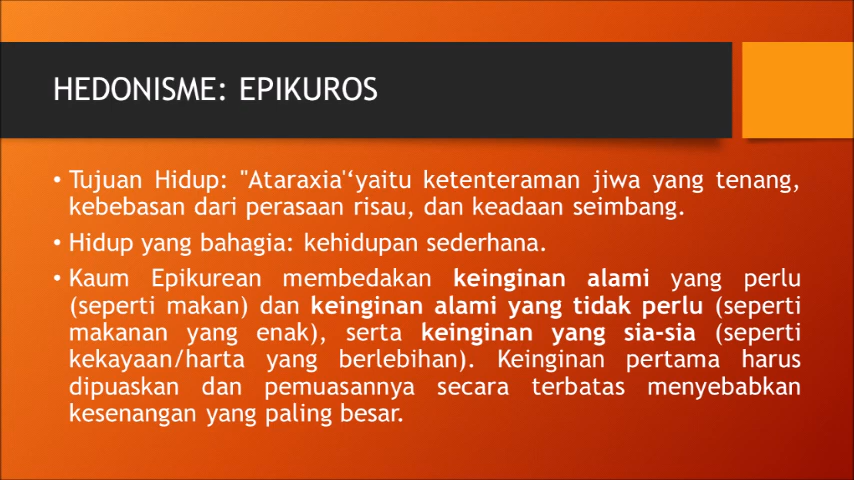 HEDONISME: EPIKUROS
• Tujuan Hidup: "Ataraxia'‘yaitu ketenteraman jiwa yang tenang,
kebebasan dari perasaan risau, dan keadaan seimbang.
• Hidup yang bahagia: kehidupan sederhana.
• Kaum Epikurean membedakan keinginan alami yang perlu
(seperti makan) dan keinginan alami yang tidak perlu (seperti
makanan yang enak), serta keinginan yang sia-sia (seperti
kekayaan/harta yang berlebihan). Keinginan pertama harus
dipuaskan dan pemuasannya secara terbatas menyebabkan
kesenangan yang paling besar.